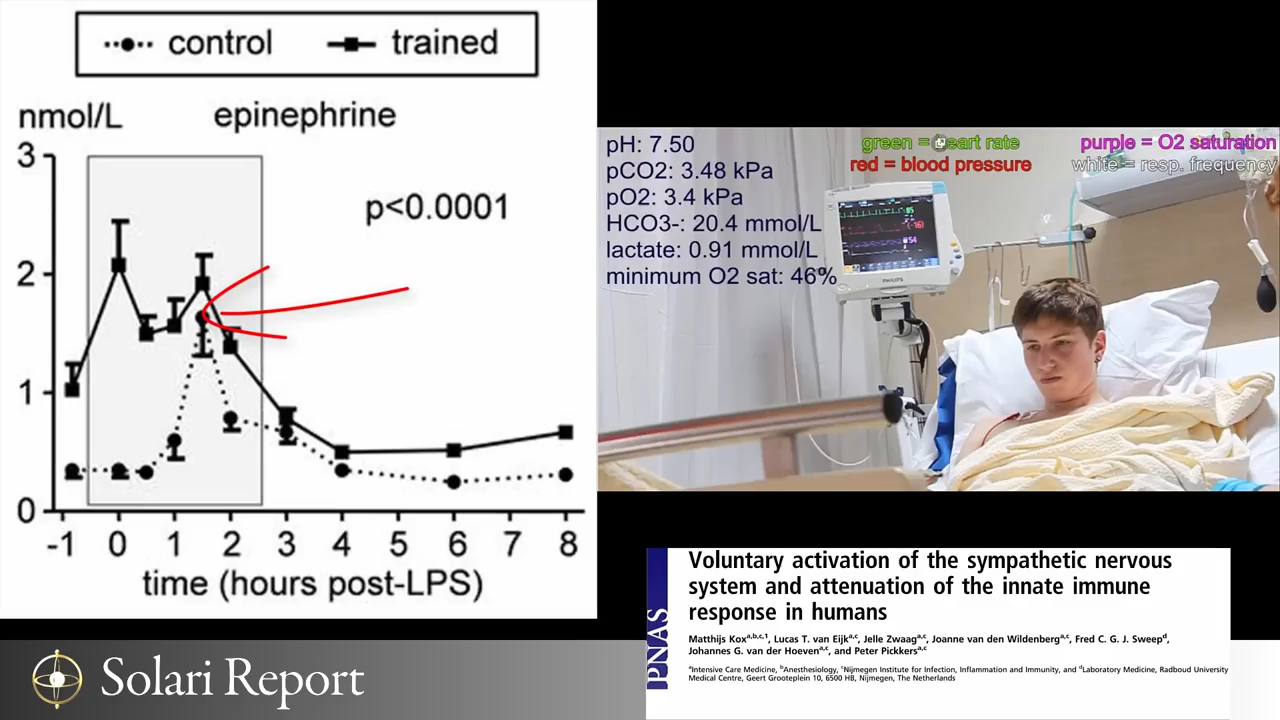 control trained
nmol/L epinephrine
p<0.0001
3
2
1
0
-1 0 1 2 3 4 5 6 7 8
time (hours post-LPS)
pH: 7.50
pCO2: 3.48 kPa
pO2: 3.4 kPa
HCO3-: 20.4 mmol/L
lactate: 0.91 mmol/L
minimum O2 sat: 46%
green = heart rate
red = blood pressure
purple = O2 saturation
white = resp. frequency
PHILIPS
PNAS
Voluntary activation of the sympathetic nervous
system and attenuation of the innate immune
response in humans
Matthijs Kox^a,b,c,1, Lucas T. van Eijk^a,c, Jelle Zwaag^a,c, Joanne van den Wildenberg^a,c, Fred C. G. J. Sweep^d,
Johannes G. van der Hoeven^a,c, and Peter Pickkers^a,c
^aIntensive Care Medicine, ^bAnesthesiology, ^cNijmegen Institute for Infection, Inflammation and Immunity, and ^dLaboratory Medicine, Radboud University
Medical Centre, Geert Grooteplein 10, 6500 HB, Nijmegen, The Netherlands
Solari Report